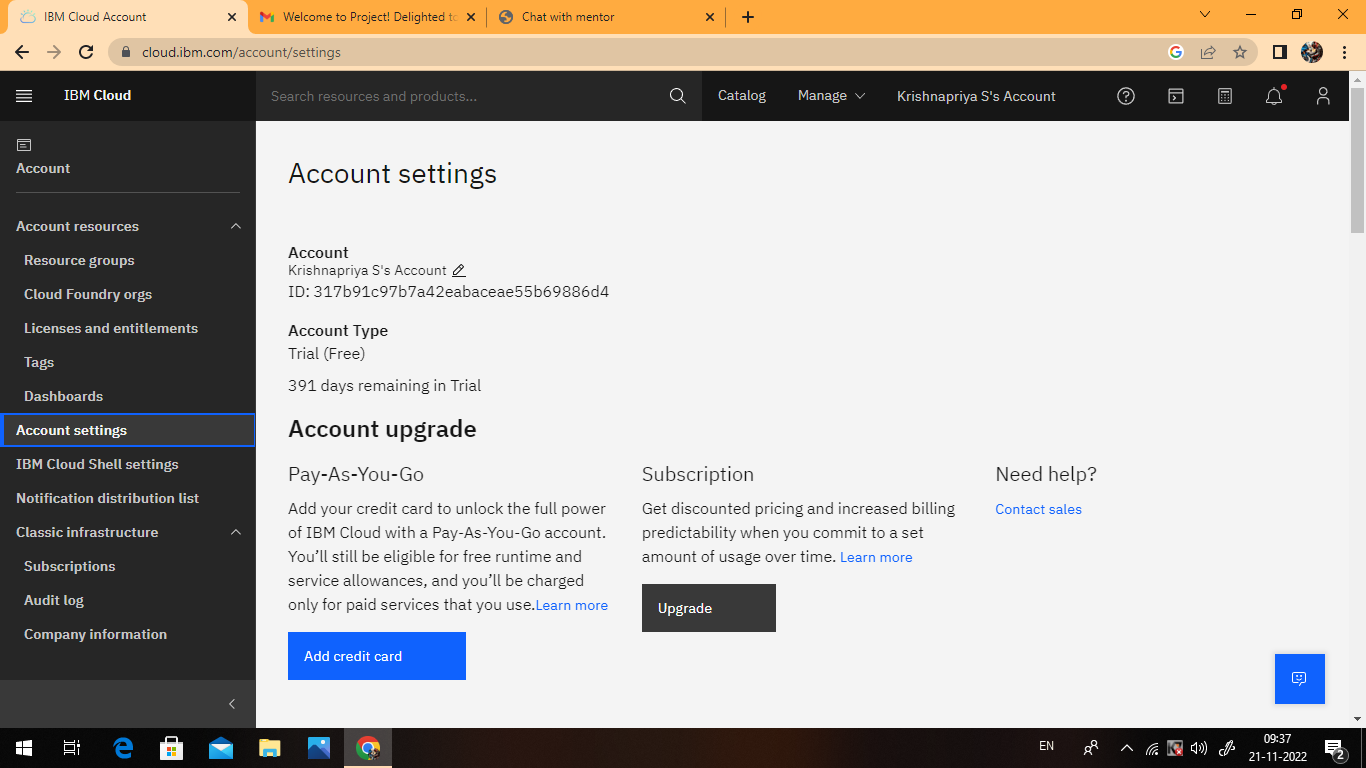 IBM Cloud Account
Welcome to Project! Delighted to
Chat with mentor
cloud.ibm.com/account/settings
IBM Cloud
Search resources and products...
Catalog
Manage
Krishnapriya S's Account
Account
Account resources
Resource groups
Cloud Foundry orgs
Licenses and entitlements
Tags
Dashboards
Account settings
IBM Cloud Shell settings
Notification distribution list
Classic infrastructure
Subscriptions
Audit log
Company information
Account settings
Account
Krishnapriya S's Account
ID: 317b91c97b7a42eabaceae55b69886d4
Account Type
Trial (Free)
391 days remaining in Trial
Account upgrade
Pay-As-You-Go
Add your credit card to unlock the full power
of IBM Cloud with a Pay-As-You-Go account.
You’ll still be eligible for free runtime and
service allowances, and you’ll be charged
only for paid services that you use.Learn more
Add credit card
Subscription
Get discounted pricing and increased billing
predictability when you commit to a set
amount of usage over time. Learn more
Upgrade
Need help?
Contact sales
EN
09:37
21-11-2022
2